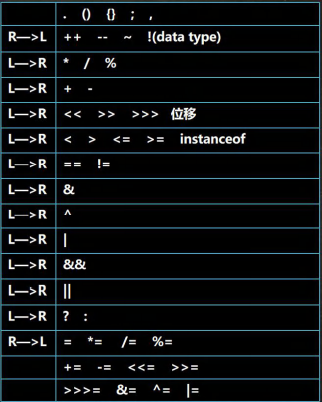 . () {} ; ,
R—>L ++ -- ~ !(data type)
L—>R * / %
L—>R + -
L—>R << >> >>> 位移
L—>R < > <= >= instanceof
L—>R == !=
L—>R &
L—>R ^
L—>R |
L—>R &&
L—>R ||
L—>R ? :
R—>L = *= /= %=
+= -= <<= >>=
>>>= &= ^= |=